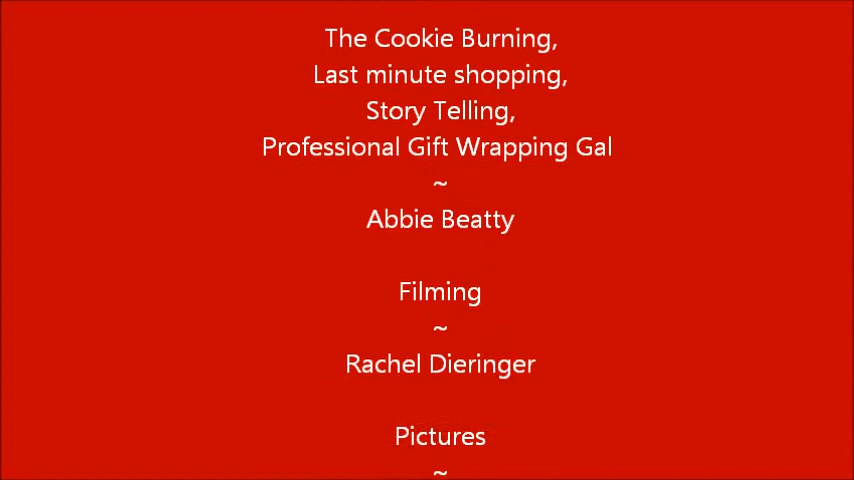 The Cookie Burning,
Last minute shopping,
Story Telling,
Professional Gift Wrapping Gal
~
Abbie Beatty
Filming
~
Rachel Dieringer
Pictures
~